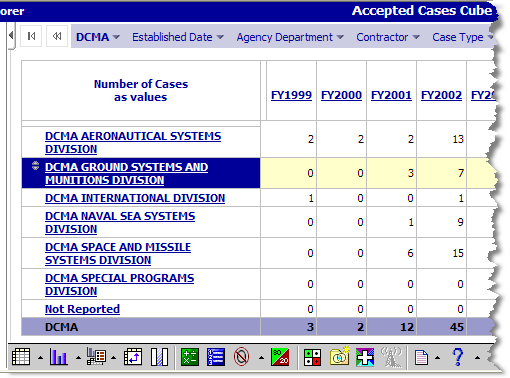 orer Accepted Cases Cube
DCMA Established Date Agency Department Contractor Case Type
Number of Cases
as values
FY1999 FY2000 FY2001 FY2002
DCMA AERONAUTICAL SYSTEMS
DIVISION
2 2 2 13
DCMA GROUND SYSTEMS AND
MUNITIONS DIVISION
0 0 3 7
DCMA INTERNATIONAL DIVISION 1 0 0 1
DCMA NAVAL SEA SYSTEMS
DIVISION
0 0 1 9
DCMA SPACE AND MISSILE
SYSTEMS DIVISION
0 0 6 15
DCMA SPECIAL PROGRAMS
DIVISION
0 0 0 0
Not Reported 0 0 0 0
DCMA 3 2 12 45
80
20
?